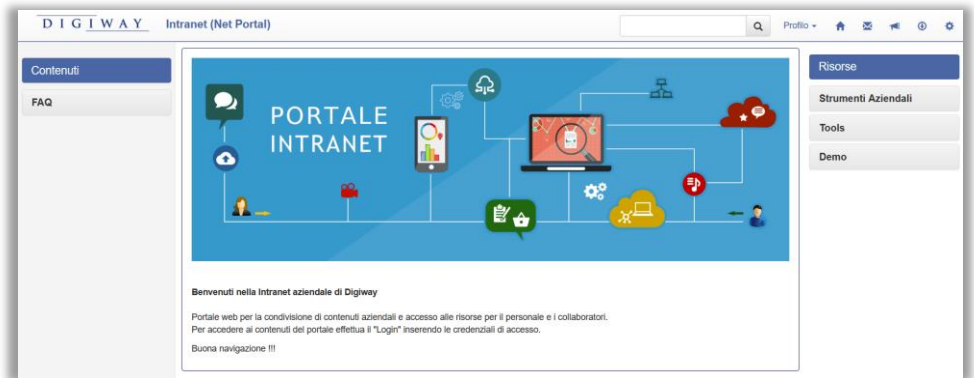 DIGIWAY Intranet (Net Portal)
Profilo
Contenuti
FAQ
PORTALE
INTRANET
Benvenuti nella Intranet aziendale di Digiway
Portale web per la condivisione di contenuti aziendali e accesso alle risorse per il personale e i collaboratori.
Per accedere ai contenuti del portale effettua il "Login" inserendo le credenziali di accesso.
Buona navigazione !!!
Risorse
Strumenti Aziendali
Tools
Demo